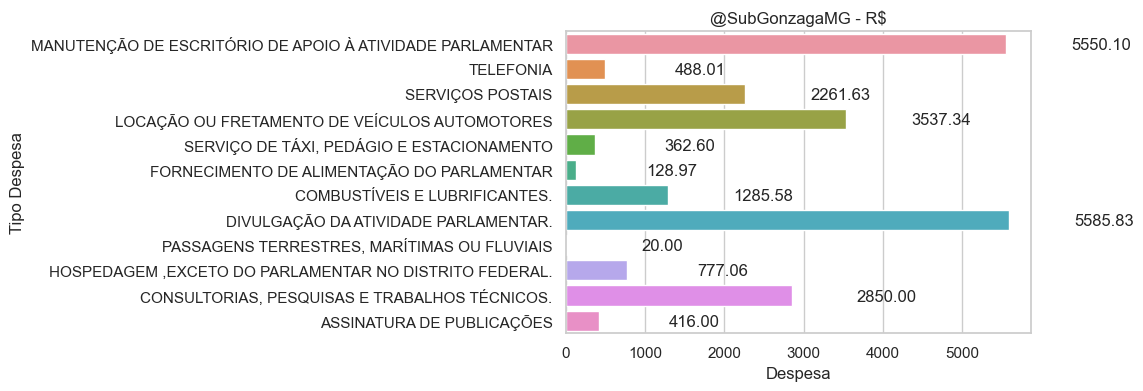 @SubGonzagaMG - R$
MANUTENÇÃO DE ESCRITÓRIO DE APOIO À ATIVIDADE PARLAMENTAR 5550.10
TELEFONIA 488.01
SERVIÇOS POSTAIS 2261.63
LOCAÇÃO OU FRETAMENTO DE VEÍCULOS AUTOMOTORES 3537.34
SERVIÇO DE TÁXI, PEDÁGIO E ESTACIONAMENTO 362.60
FORNECIMENTO DE ALIMENTAÇÃO DO PARLAMENTAR 128.97
COMBUSTÍVEIS E LUBRIFICANTES. 1285.58
DIVULGAÇÃO DA ATIVIDADE PARLAMENTAR. 5585.83
PASSAGENS TERRESTRES, MARÍTIMAS OU FLUVIAIS 20.00
HOSPEDAGEM ,EXCETO DO PARLAMENTAR NO DISTRITO FEDERAL. 777.06
CONSULTORIAS, PESQUISAS E TRABALHOS TÉCNICOS. 2850.00
ASSINATURA DE PUBLICAÇÕES 416.00
Tipo Despesa
0 1000 2000 3000 4000 5000
Despesa